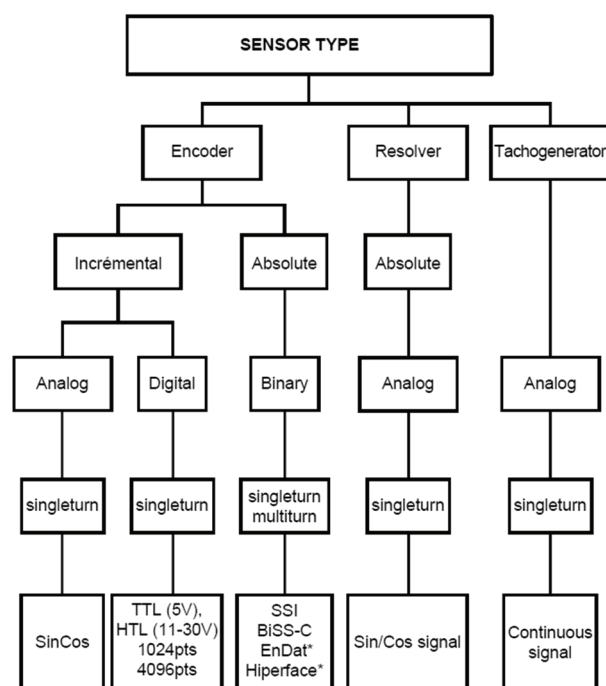 SENSOR TYPE
Encoder
Resolver
Tachogenerator
Incrémental
Absolute
Absolute
Analog
Digital
Binary
Analog
Analog
singleturn
singleturn
singleturn
multiturn
singleturn
singleturn
SinCos
TTL (5V),
HTL (11-30V)
1024pts
4096pts
SSI
BiSS-C
EnDat*
Hiperface*
Sin/Cos signal
Continuous
signal